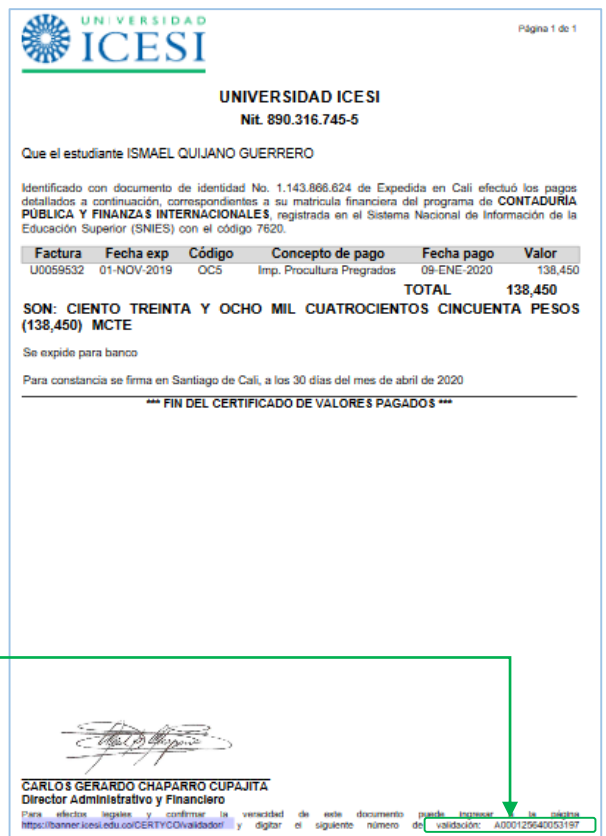 UNIVERSIDAD
ICESI
Página 1 de 1
UNIVERSIDAD ICESI
Nit. 890.316.745-5
Que el estudiante ISMAEL QUIJANO GUERRERO
Identificado con documento de identidad No. 1.143.866.624 de Expedida en Cali efectuó los pagos
detallados a continuación, correspondientes a su matricula financiera del programa de CONTADURÍA
PÚBLICA Y FINANZAS INTERNACIONALES, registrada en el Sistema Nacional de Información de la
Educación Superior (SNIES) con el código 7620.
Factura Fecha exp Código Concepto de pago Fecha pago Valor
U0059532 01-NOV-2019 OC5 Imp. Procultura Pregrados 09-ENE-2020 138,450
TOTAL 138,450
SON: CIENTO TREINTA Y OCHO MIL CUATROCIENTOS CINCUENTA PESOS
(138,450) MCTE
Se expide para banco
Para constancia se firma en Santiago de Cali, a los 30 días del mes de abril de 2020
*** FIN DEL CERTIFICADO DE VALORES PAGADOS ***
CARLOS GERARDO CHAPARRO CUPAJITA
Director Administrativo y Financiero
Para efectos legales y confirmar la veracidad de este documento puede ingresar a la página
https://banner.icesi.edu.co/CERTYCO/validador/ y digitar el siguiente número de validación: A000125640053197